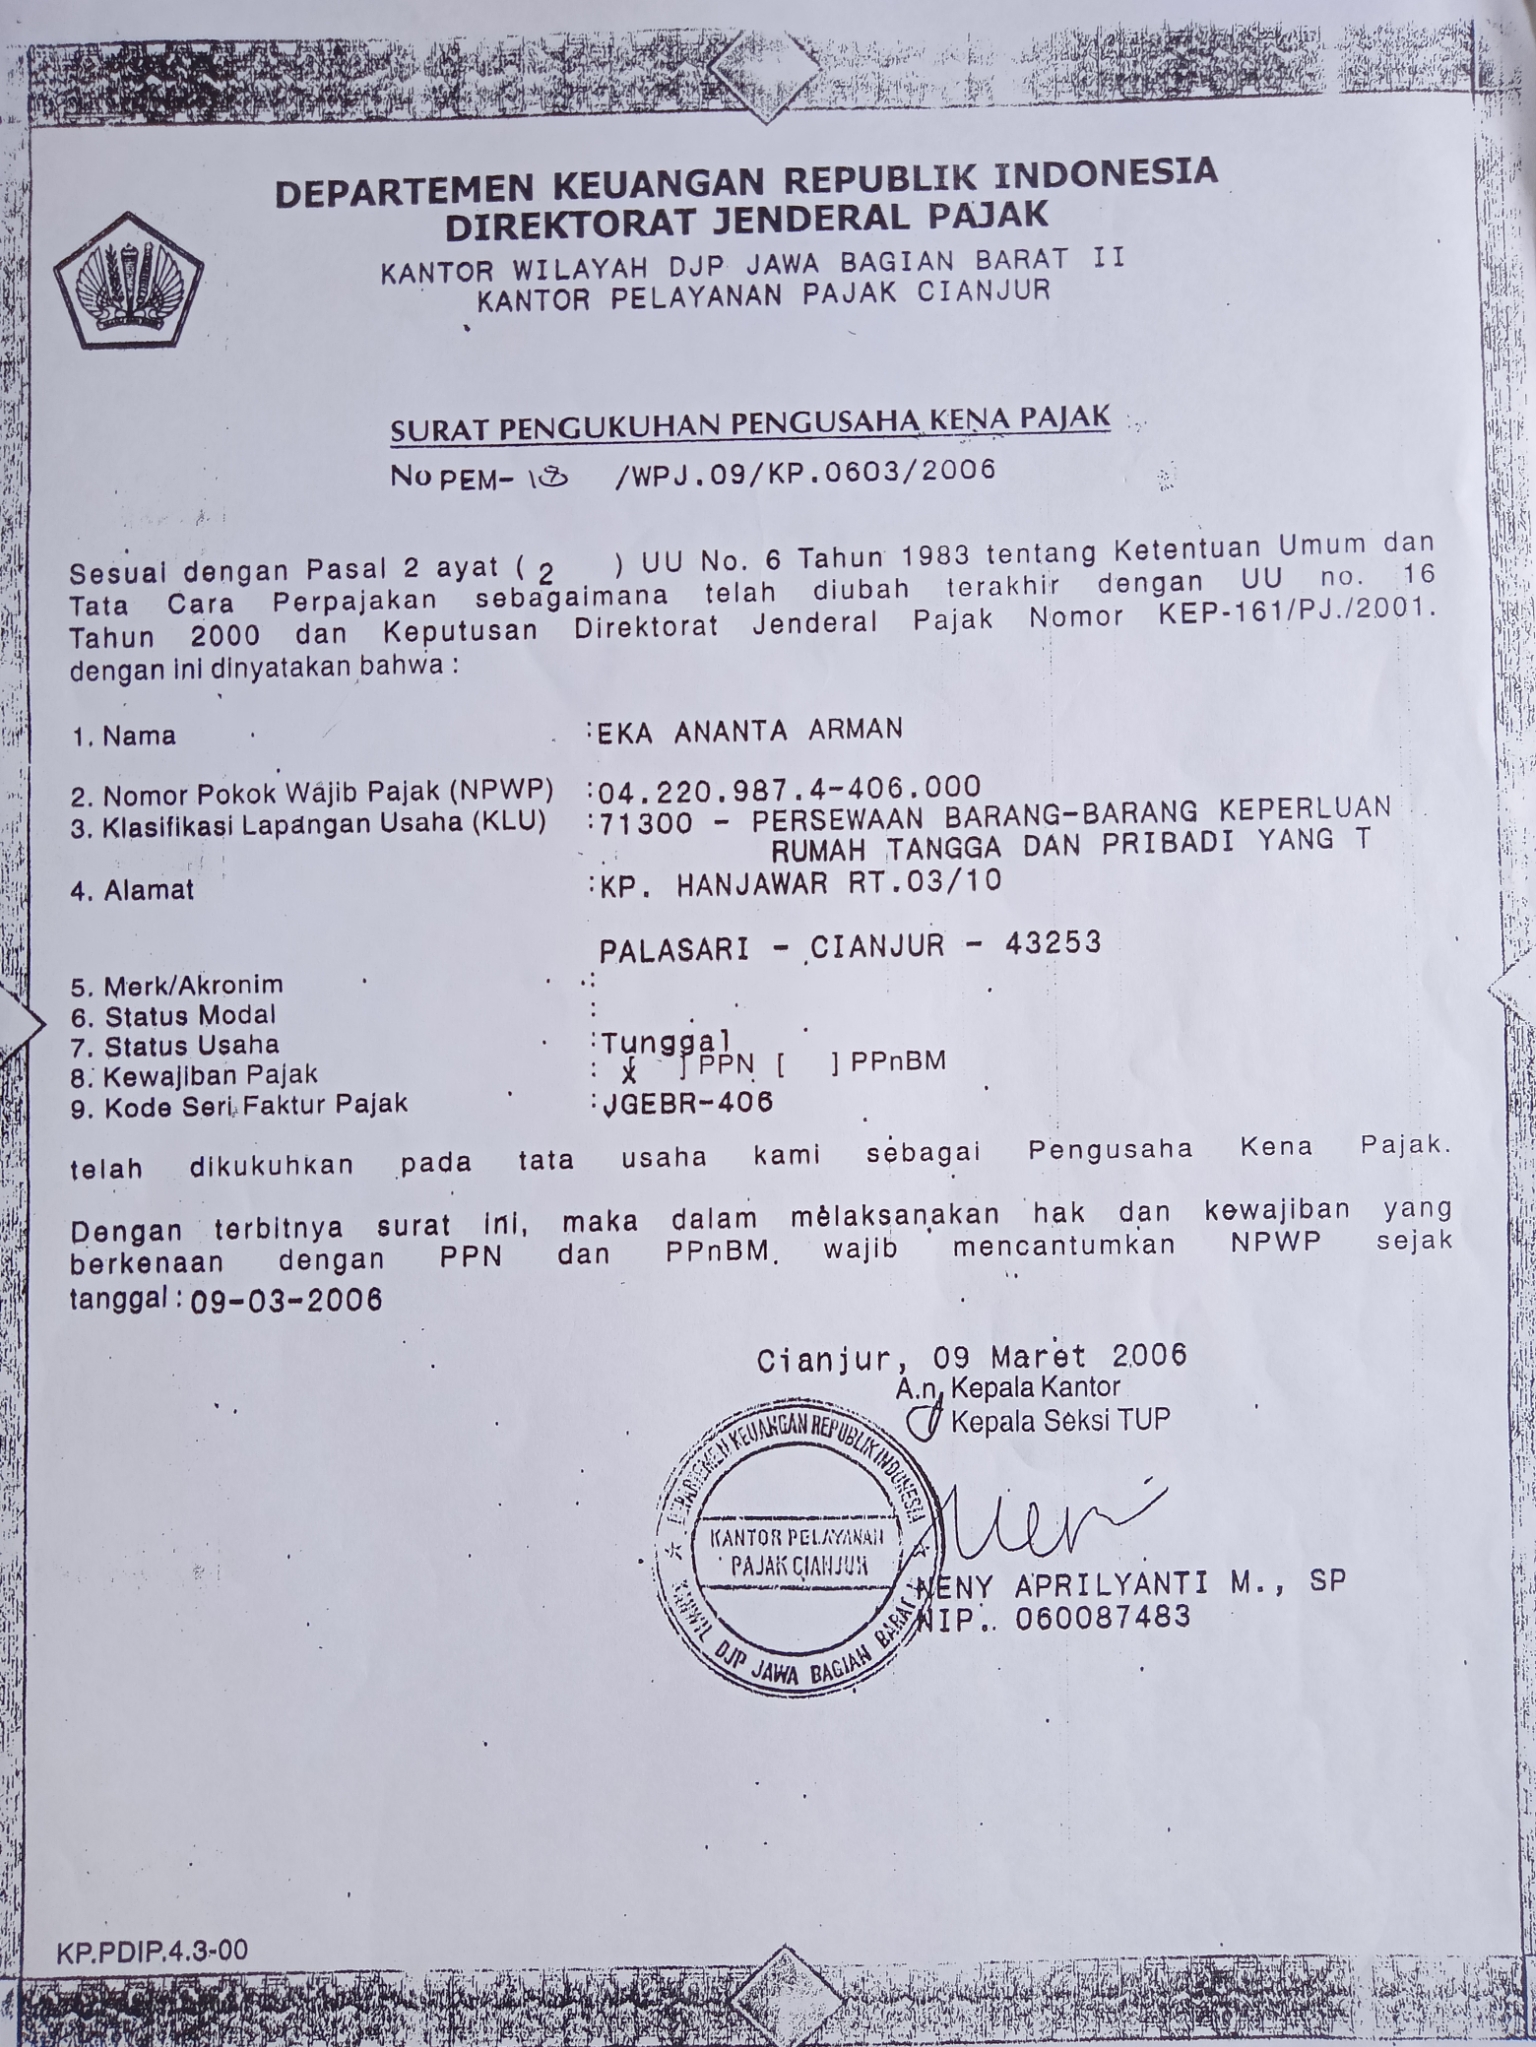 DEPARTEMEN KEUANGAN REPUBLIK INDONESIA
DIREKTORAT JENDERAL PAJAK
KANTOR WILAYAH DJP JAWA BAGIAN BARAT II
KANTOR PELAYANAN PAJAK CIANJUR
SURAT PENGUKUHAN PENGUSAHA KENA PAJAK
No PEM- 18 /WPJ.09/KP.0603/2006
Sesuai dengan Pasal 2 ayat ( 2 ) UU No. 6 Tahun 1983 tentang Ketentuan Umum dan
Tata Cara Perpajakan sebagaimana telah diubah terakhir dengan UU no. 16
Tahun 2000 dan Keputusan Direktorat Jenderal Pajak Nomor KEP-161/PJ./2001.
dengan ini dinyatakan bahwa :
1. Nama :EKA ANANTA ARMAN
2. Nomor Pokok Wajib Pajak (NPWP) :04.220.987.4-406.000
3. Klasifikasi Lapangan Usaha (KLU) :71300 - PERSEWAAN BARANG-BARANG KEPERLUAN
RUMAH TANGGA DAN PRIBADI YANG T
4. Alamat :KP. HANJAWAR RT.03/10
PALASARI - CIANJUR - 43253
5. Merk/Akronim :
6. Status Modal :
7. Status Usaha :Tunggal
8. Kewajiban Pajak : [ X ] PPN [ ] PPnBM
9. Kode Seri Faktur Pajak :JGEBR-406
telah dikukuhkan pada tata usaha kami sebagai Pengusaha Kena Pajak.
Dengan terbitnya surat ini, maka dalam melaksanakan hak dan kewajiban yang
berkenaan dengan PPN dan PPnBM, wajib mencantumkan NPWP sejak
tanggal : 09-03-2006
Cianjur, 09 Maret 2006
A.n. Kepala Kantor
Kepala Seksi TUP
DEPARTEMEN KEUANGAN REPUBLIK INDONESIA
KANTOR PELAYANAN
PAJAK CIANJUR
KANWIL DJP JAWA BAGIAN BARAT
NENY APRILYANTI M., SP
NIP. 060087483
KP.PDIP.4.3-00